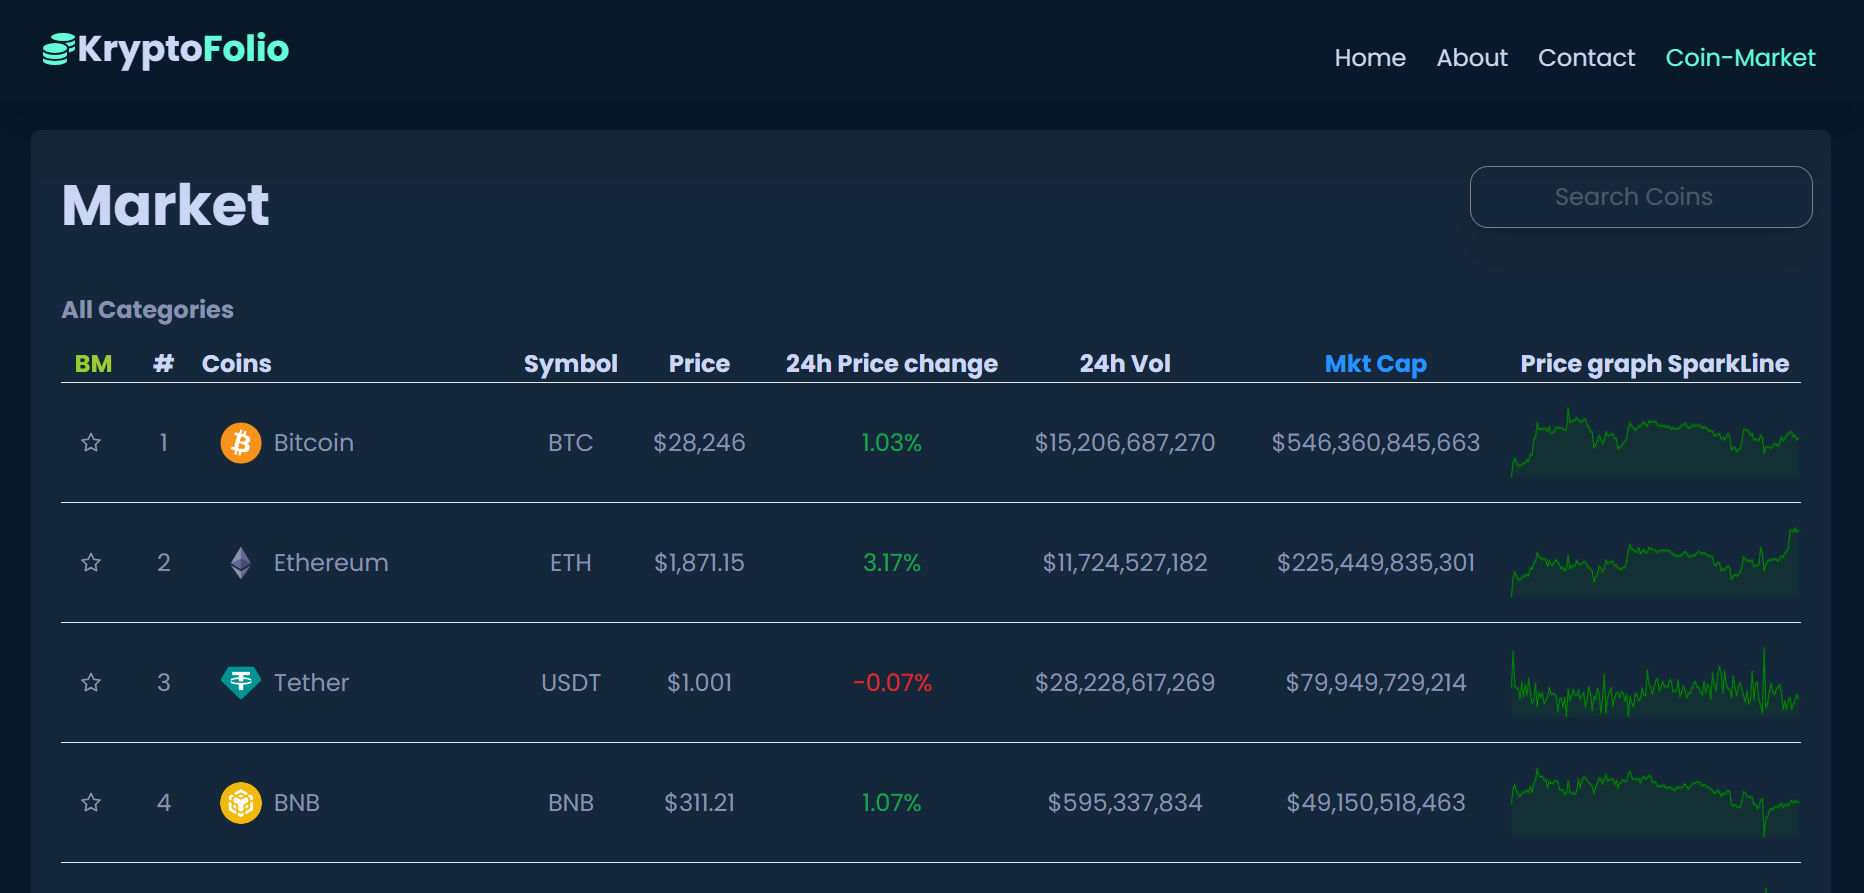 KryptoFolio
Home About Contact Coin-Market
Market
Search Coins
All Categories
BM # Coins Symbol Price 24h Price change 24h Vol Mkt Cap Price graph SparkLine
1 Bitcoin BTC $28,246 1.03% $15,206,687,270 $546,360,845,663
2 Ethereum ETH $1,871.15 3.17% $11,724,527,182 $225,449,835,301
3 Tether USDT $1.001 -0.07% $28,228,617,269 $79,949,729,214
4 BNB BNB $311.21 1.07% $595,337,834 $49,150,518,463